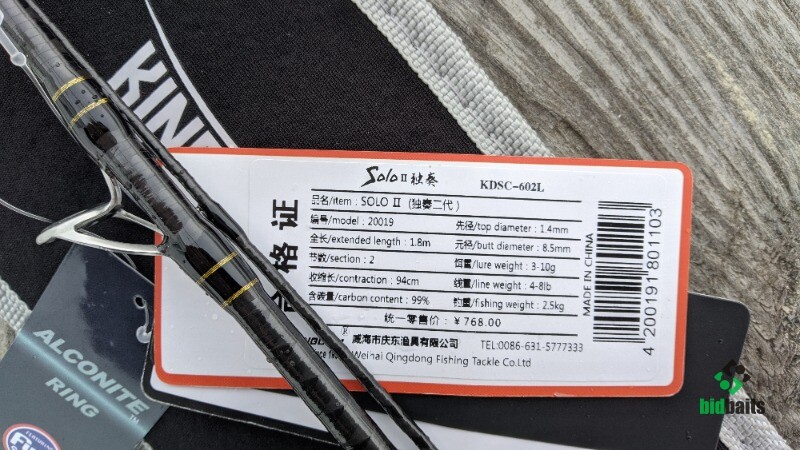 KIN
Solo II 独奏 KDSC-602L
合格证
品名/item : SOLO II (独奏二代)
编号/model : 20019
先径/top diameter : 1.4mm
全长/extended length : 1.8m
元径/butt diameter : 8.5mm
节数/section : 2
饵量/lure weight : 3-10g
收缩长/contraction : 94cm
线量/line weight : 4-8lb
含碳量/carbon content : 99%
钓重/fishing weight : 2.5kg
统一零售价 : ￥768.00
威海市庆东渔具有限公司 TEL:0086-631-5777333
Weihai Qingdong Fishing Tackle Co.Ltd
MADE IN CHINA
4 200191 801103
ALCONITE
RING
bidbaits